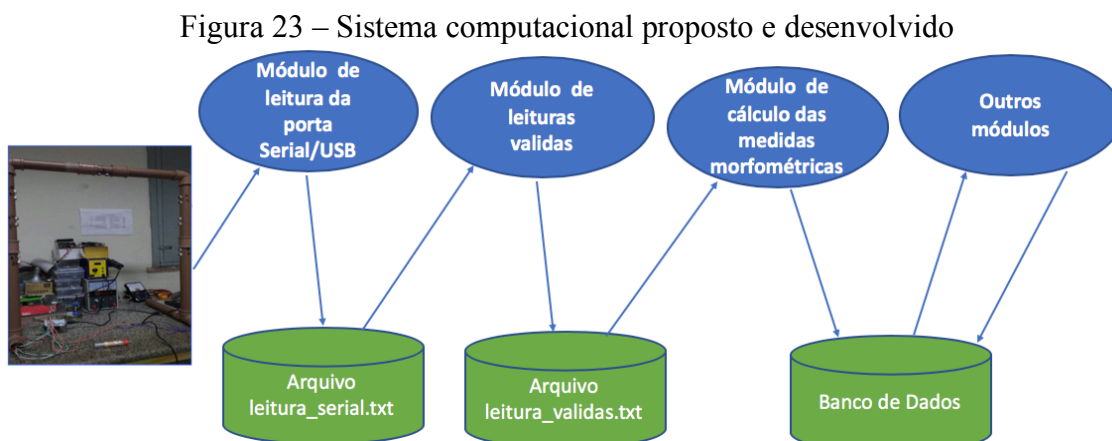 Figura 23 – Sistema computacional proposto e desenvolvido
Módulo de
leitura da
porta
Serial/USB
Módulo de
leituras
validas
Módulo de
cálculo das
medidas
morfométricas
Outros
módulos
Arquivo
leitura_serial.txt
Arquivo
leitura_validas.txt
Banco de Dados